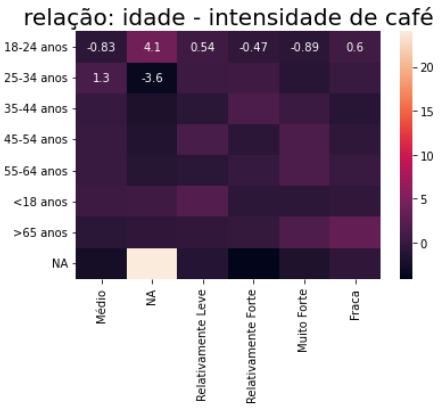 relação: idade - intensidade de café
18-24 anos -0.83 4.1 0.54 -0.47 -0.89 0.6
25-34 anos 1.3 -3.6
35-44 anos
45-54 anos
55-64 anos
<18 anos
>65 anos
NA
Médio
NA
Relativamente Leve
Relativamente Forte
Muito Forte
Fraca
20
15
10
5
0